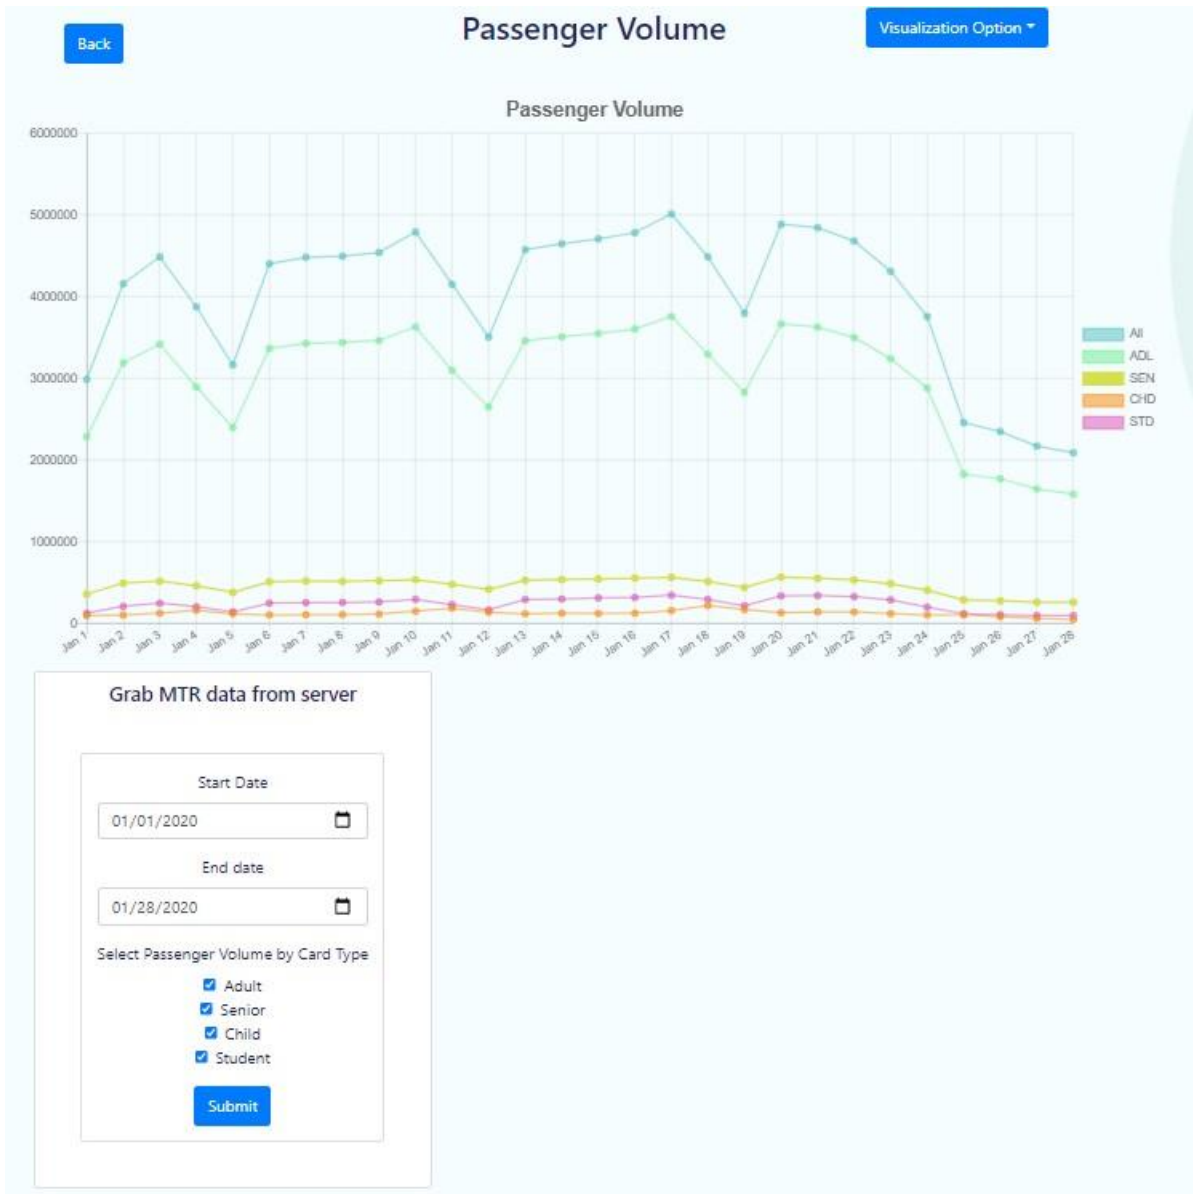 Back
Passenger Volume
Visualization Option
Passenger Volume
6000000
5000000
4000000
3000000
2000000
1000000
0
All
ADL
SEN
CHD
STD
Jan 1 Jan 2 Jan 3 Jan 4 Jan 5 Jan 6 Jan 7 Jan 8 Jan 9 Jan 10 Jan 11 Jan 12 Jan 13 Jan 14 Jan 15 Jan 16 Jan 17 Jan 18 Jan 19 Jan 20 Jan 21 Jan 22 Jan 23 Jan 24 Jan 25 Jan 26 Jan 27 Jan 28
Grab MTR data from server
Start Date
01/01/2020
End date
01/28/2020
Select Passenger Volume by Card Type
Adult
Senior
Child
Student
Submit